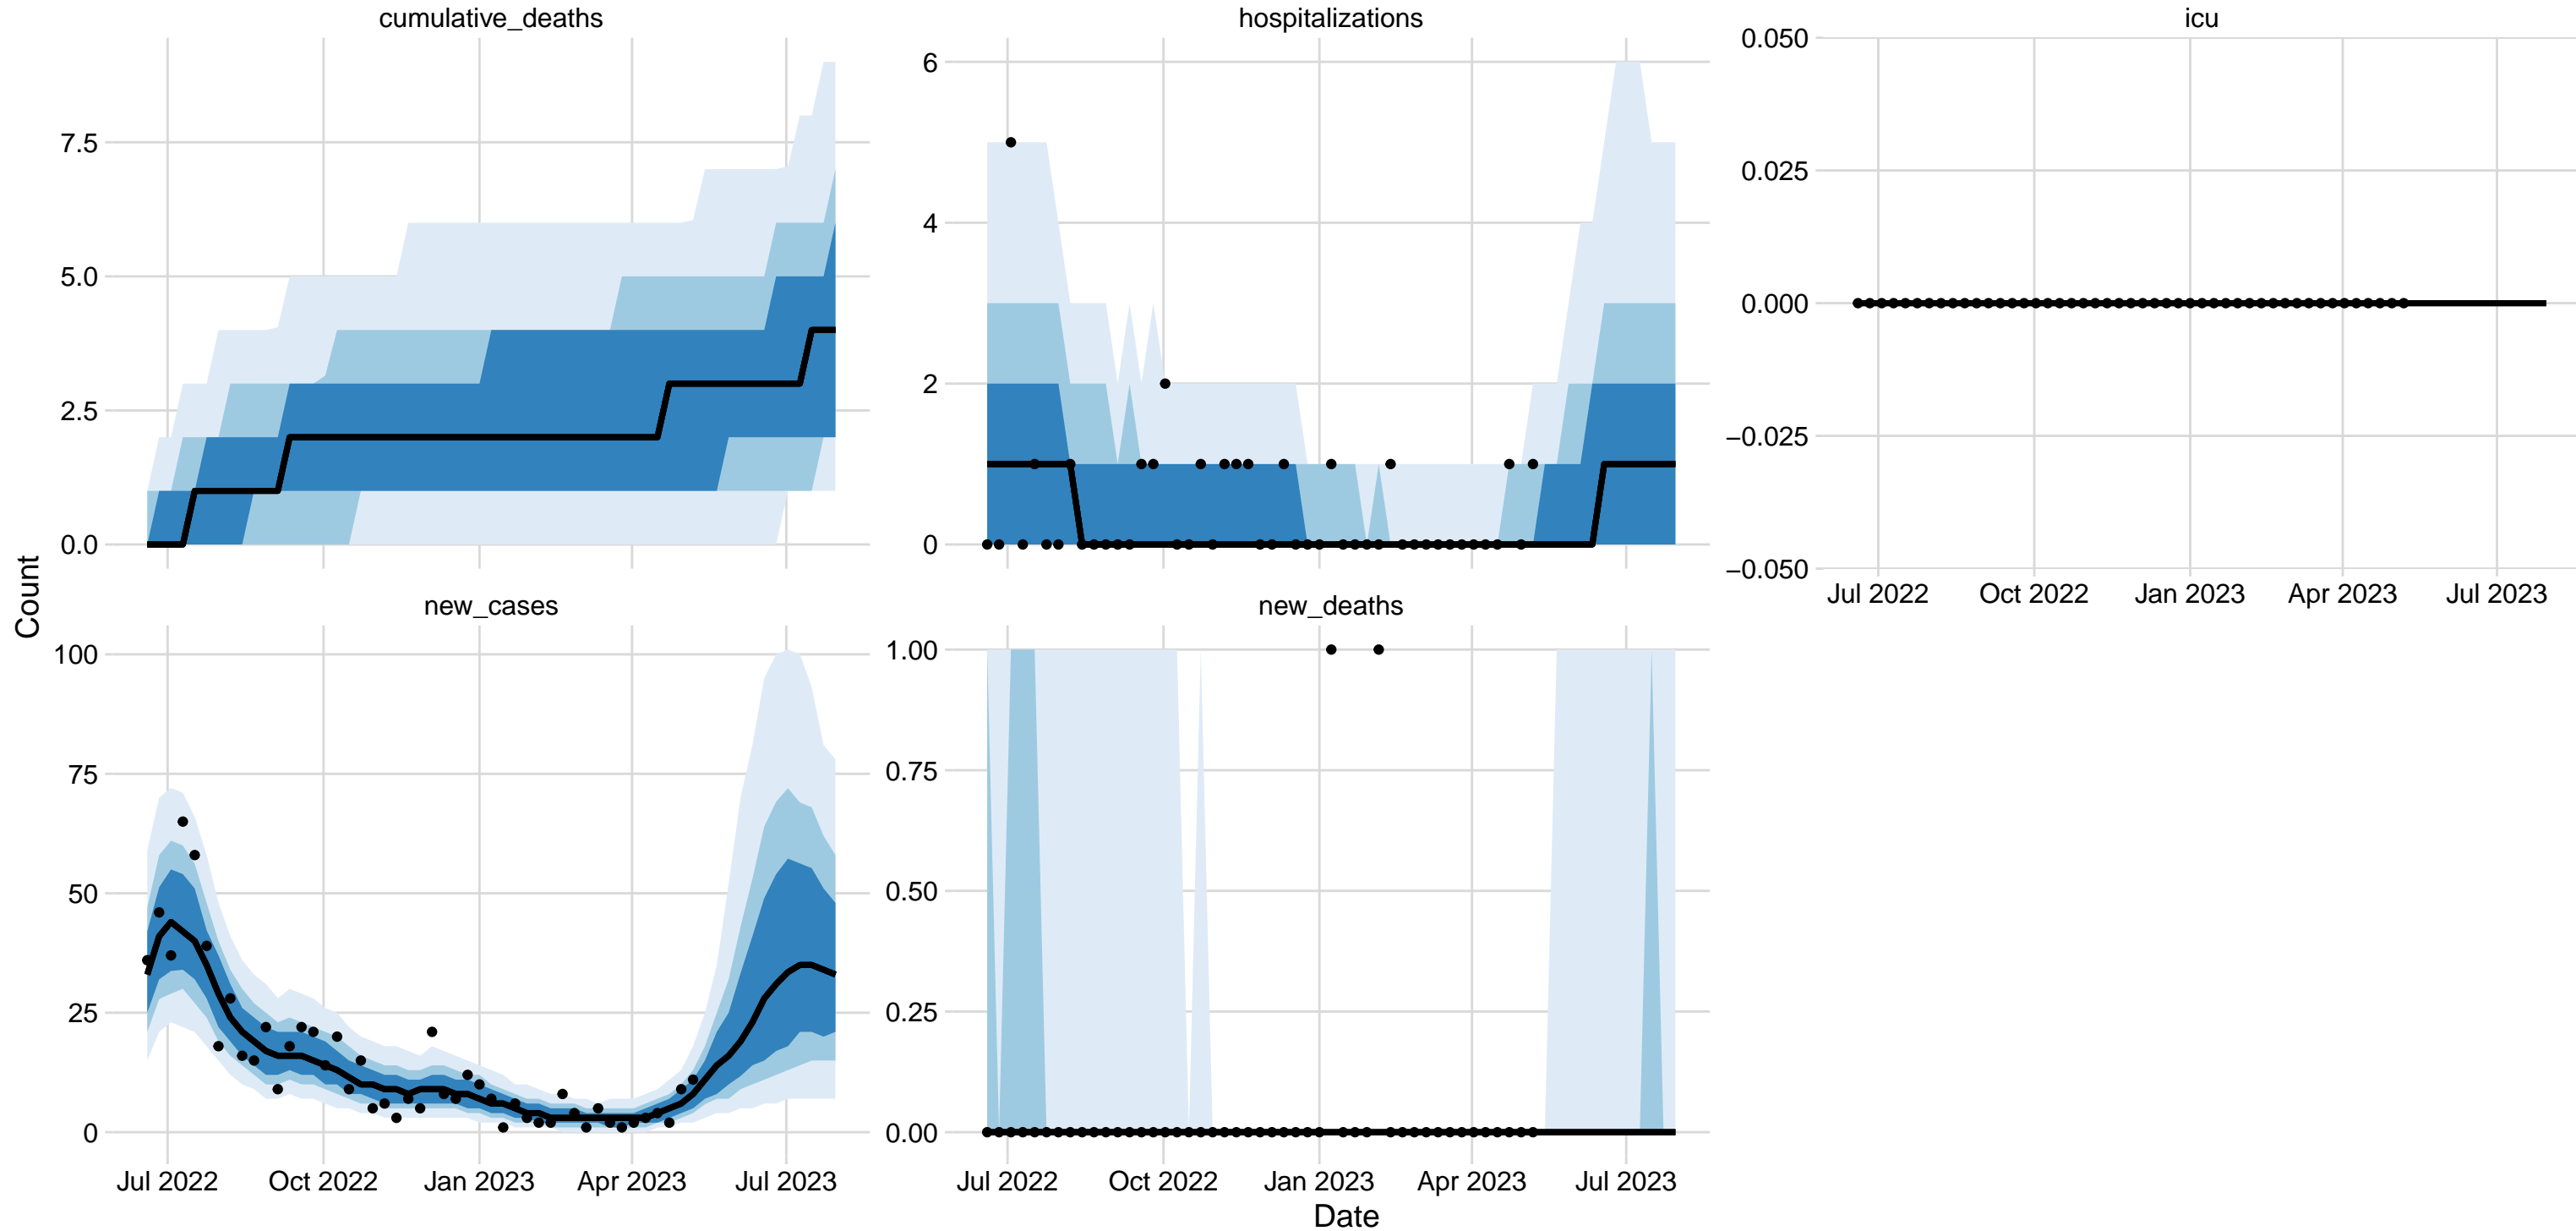 cumulative_deaths
hospitalizations
icu
7.5
5.0
2.5
0.0
6
4
2
0
0.050
0.025
0.000
−0.025
−0.050
Jul 2022 Oct 2022 Jan 2023 Apr 2023 Jul 2023
Count
new_cases
new_deaths
100
75
50
25
0
1.00
0.75
0.50
0.25
0.00
Jul 2022 Oct 2022 Jan 2023 Apr 2023 Jul 2023
Jul 2022 Oct 2022 Jan 2023 Apr 2023 Jul 2023
Date